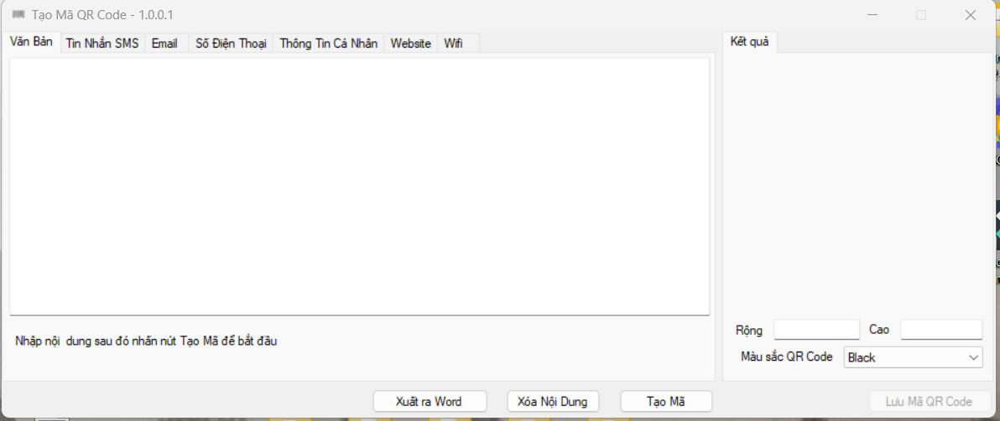 Tạo Mã QR Code - 1.0.0.1
Văn Bản Tin Nhắn SMS Email Số Điện Thoại Thông Tin Cá Nhân Website Wifi
Kết quả
Nhập nội dung sau đó nhấn nút Tạo Mã để bắt đầu
Rộng Cao
Màu sắc QR Code Black
Xuất ra Word Xóa Nội Dung Tạo Mã Lưu Mã QR Code